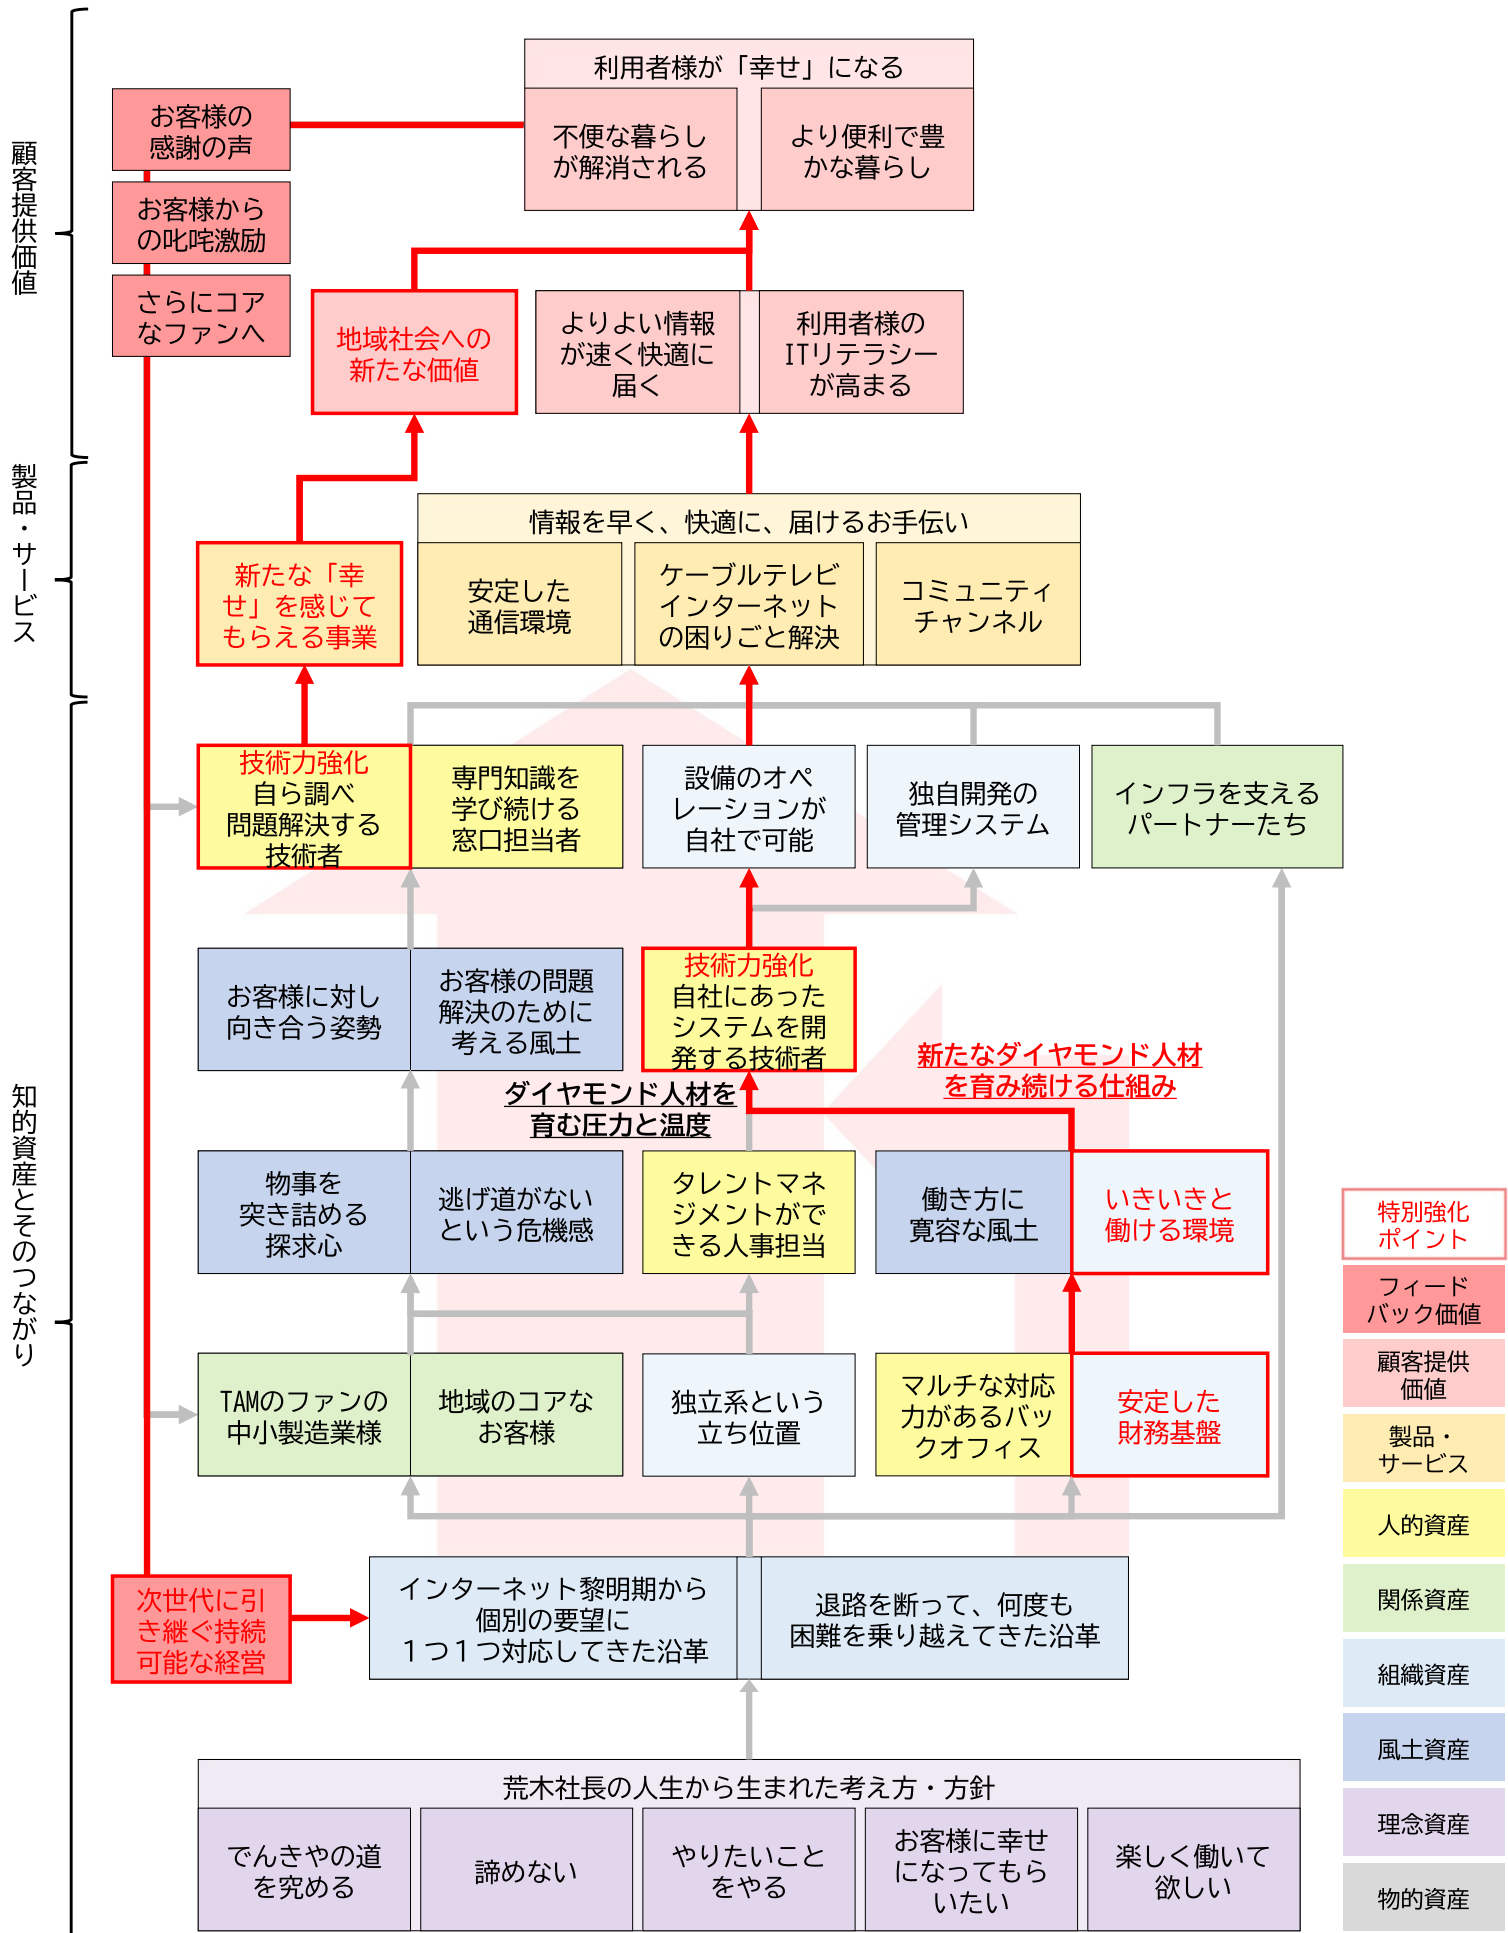 顧客提供価値
利用者様が「幸せ」になる
不便な暮らし
が解消される
より便利で豊
かな暮らし
お客様の
感謝の声
お客様から
の叱咤激励
さらにコア
なファンへ
地域社会への
新たな価値
よりよい情報
が速く快適に
届く
利用者様の
ITリテラシー
が高まる
製品・サービス
情報を早く、快適に、届けるお手伝い
新たな「幸
せ」を感じて
もらえる事業
安定した
通信環境
ケーブルテレビ
インターネット
の困りごと解決
コミュニティ
チャンネル
知的資産とそのつながり
技術力強化
自ら調べ
問題解決する
技術者
専門知識を
学び続ける
窓口担当者
設備のオペ
レーションが
自社で可能
独自開発の
管理システム
インフラを支える
パートナーたち
お客様に対し
向き合う姿勢
お客様の問題
解決のために
考える風土
技術力強化
自社にあった
システムを開
発する技術者
新たなダイヤモンド人材
を育み続ける仕組み
ダイヤモンド人材を
育む圧力と温度
物事を
突き詰める
探求心
逃げ道がない
という危機感
タレントマネ
ジメントがで
きる人事担当
働き方に
寛容な風土
いきいきと
働ける環境
TAMのファンの
中小製造業様
地域のコアな
お客様
独立系という
立ち位置
マルチな対応
力があるバッ
クオフィス
安定した
財務基盤
次世代に引
き継ぐ持続
可能な経営
インターネット黎明期から
個別の要望に
１つ１つ対応してきた沿革
退路を断って、何度も
困難を乗り越えてきた沿革
荒木社長の人生から生まれた考え方・方針
でんきやの道
を究める
諦めない
やりたいこと
をやる
お客様に幸せ
になってもら
いたい
楽しく働いて
欲しい
特別強化
ポイント
フィード
バック価値
顧客提供
価値
製品・
サービス
人的資産
関係資産
組織資産
風土資産
理念資産
物的資産